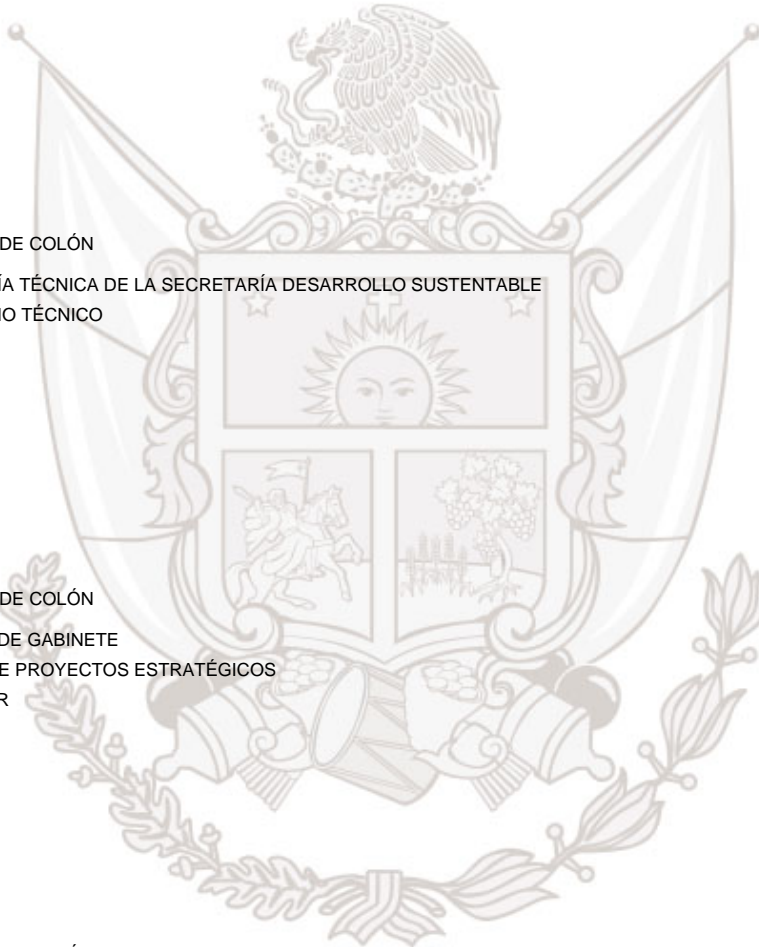 DE COLÓN
ÍA TÉCNICA DE LA SECRETARÍA DESARROLLO SUSTENTABLE
IO TÉCNICO
DE COLÓN
DE GABINETE
E PROYECTOS ESTRATÉGICOS
R